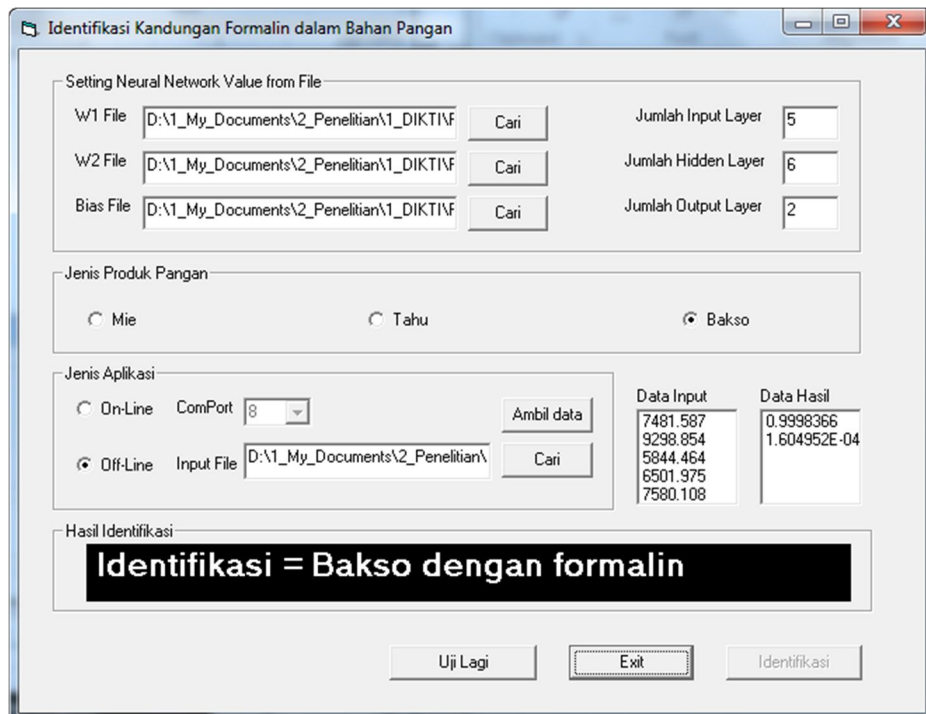 Identifikasi Kandungan Formalin dalam Bahan Pangan
Setting Neural Network Value from File
W1 File D:\1_My_Documents\2_Penelitian\1_DIKTI\F Cari Jumlah Input Layer 5
W2 File D:\1_My_Documents\2_Penelitian\1_DIKTI\F Cari Jumlah Hidden Layer 6
Bias File D:\1_My_Documents\2_Penelitian\1_DIKTI\F Cari Jumlah Output Layer 2
Jenis Produk Pangan
Mie Tahu Bakso
Jenis Aplikasi
On-Line ComPort 8 Ambil data
Off-Line Input File D:\1_My_Documents\2_Penelitian\ Cari
Data Input
7481.587
9298.854
5844.464
6501.975
7580.108
Data Hasil
0.9998366
1.604952E-04
Hasil Identifikasi
Identifikasi = Bakso dengan formalin
Uji Lagi Exit Identifikasi